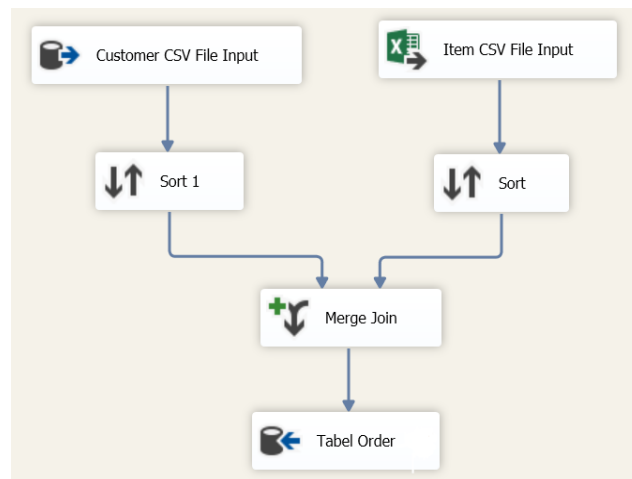 Customer CSV File Input
Item CSV File Input
Sort 1
Sort
Merge Join
Tabel Order